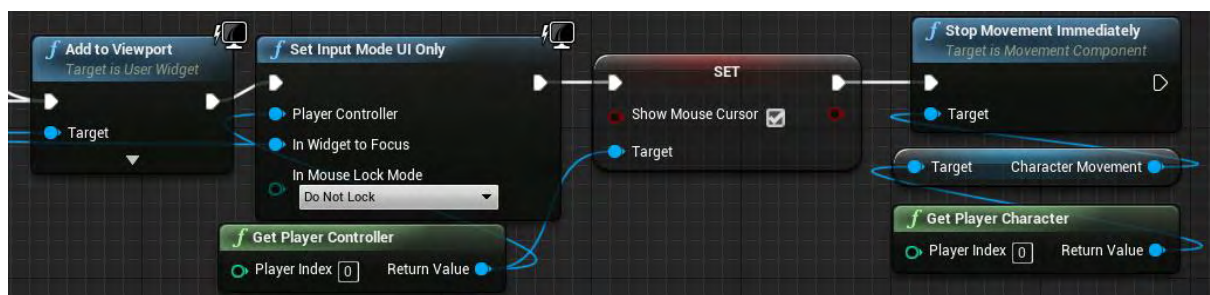 f Add to Viewport
Target is User Widget
Target
f Set Input Mode UI Only
Player Controller
In Widget to Focus
In Mouse Lock Mode
Do Not Lock
f Get Player Controller
Player Index 0 Return Value
SET
Show Mouse Cursor
Target
f Stop Movement Immediately
Target is Movement Component
Target
Target Character Movement
f Get Player Character
Player Index 0 Return Value